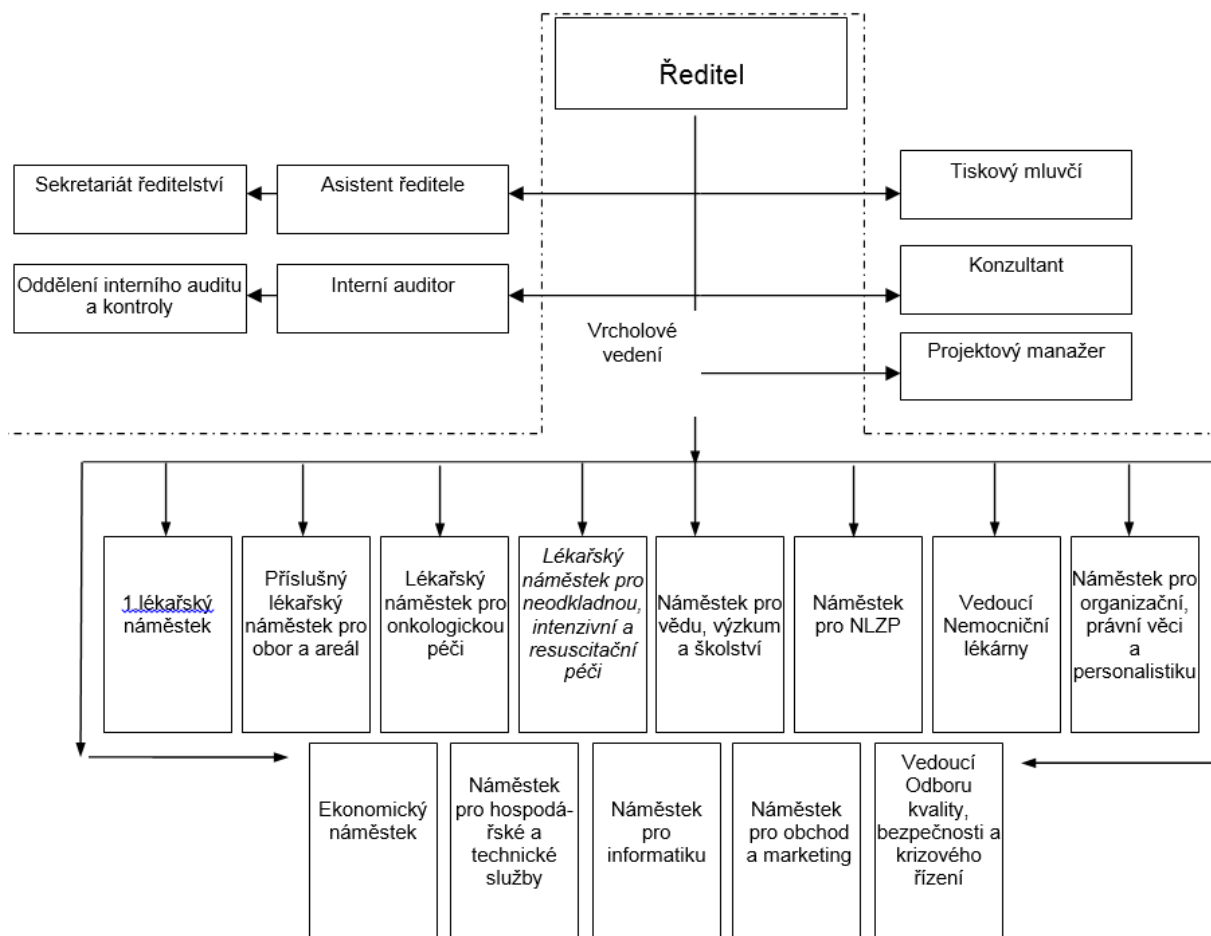 Ředitel
Sekretariát ředitelství
Asistent ředitele
Tiskový mluvčí
Oddělení interního auditu
a kontroly
Interní auditor
Konzultant
Vrcholové
vedení
Projektový manažer
1.lékařský
náměstek
Příslušný
lékařský
náměstek pro
obor a areál
Lékařský
náměstek pro
onkologickou
péči
Lékařský
náměstek pro
neodkladnou,
intenzivní a
resuscitační
péči
Náměstek pro
vědu, výzkum
a školství
Náměstek
pro NLZP
Vedoucí
Nemocniční
lékárny
Náměstek pro
organizační,
právní věci
a
personalistiku
Ekonomický
náměstek
Náměstek
pro hospodá-
řské a
technické
služby
Náměstek
pro
informatiku
Náměstek
pro obchod
a marketing
Vedoucí
Odboru
kvality,
bezpečnosti a
krizového
řízení